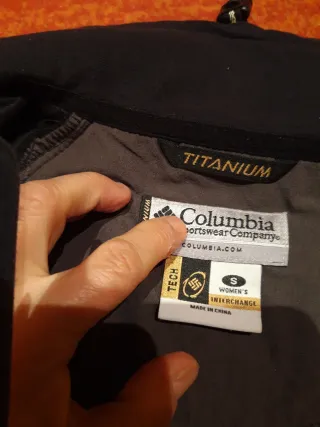 TITANIUM
Columbia
Sportswear Company
COLUMBIA.COM
TECH
S
WOMEN'S
INTERCHANGE
MADE IN CHINA